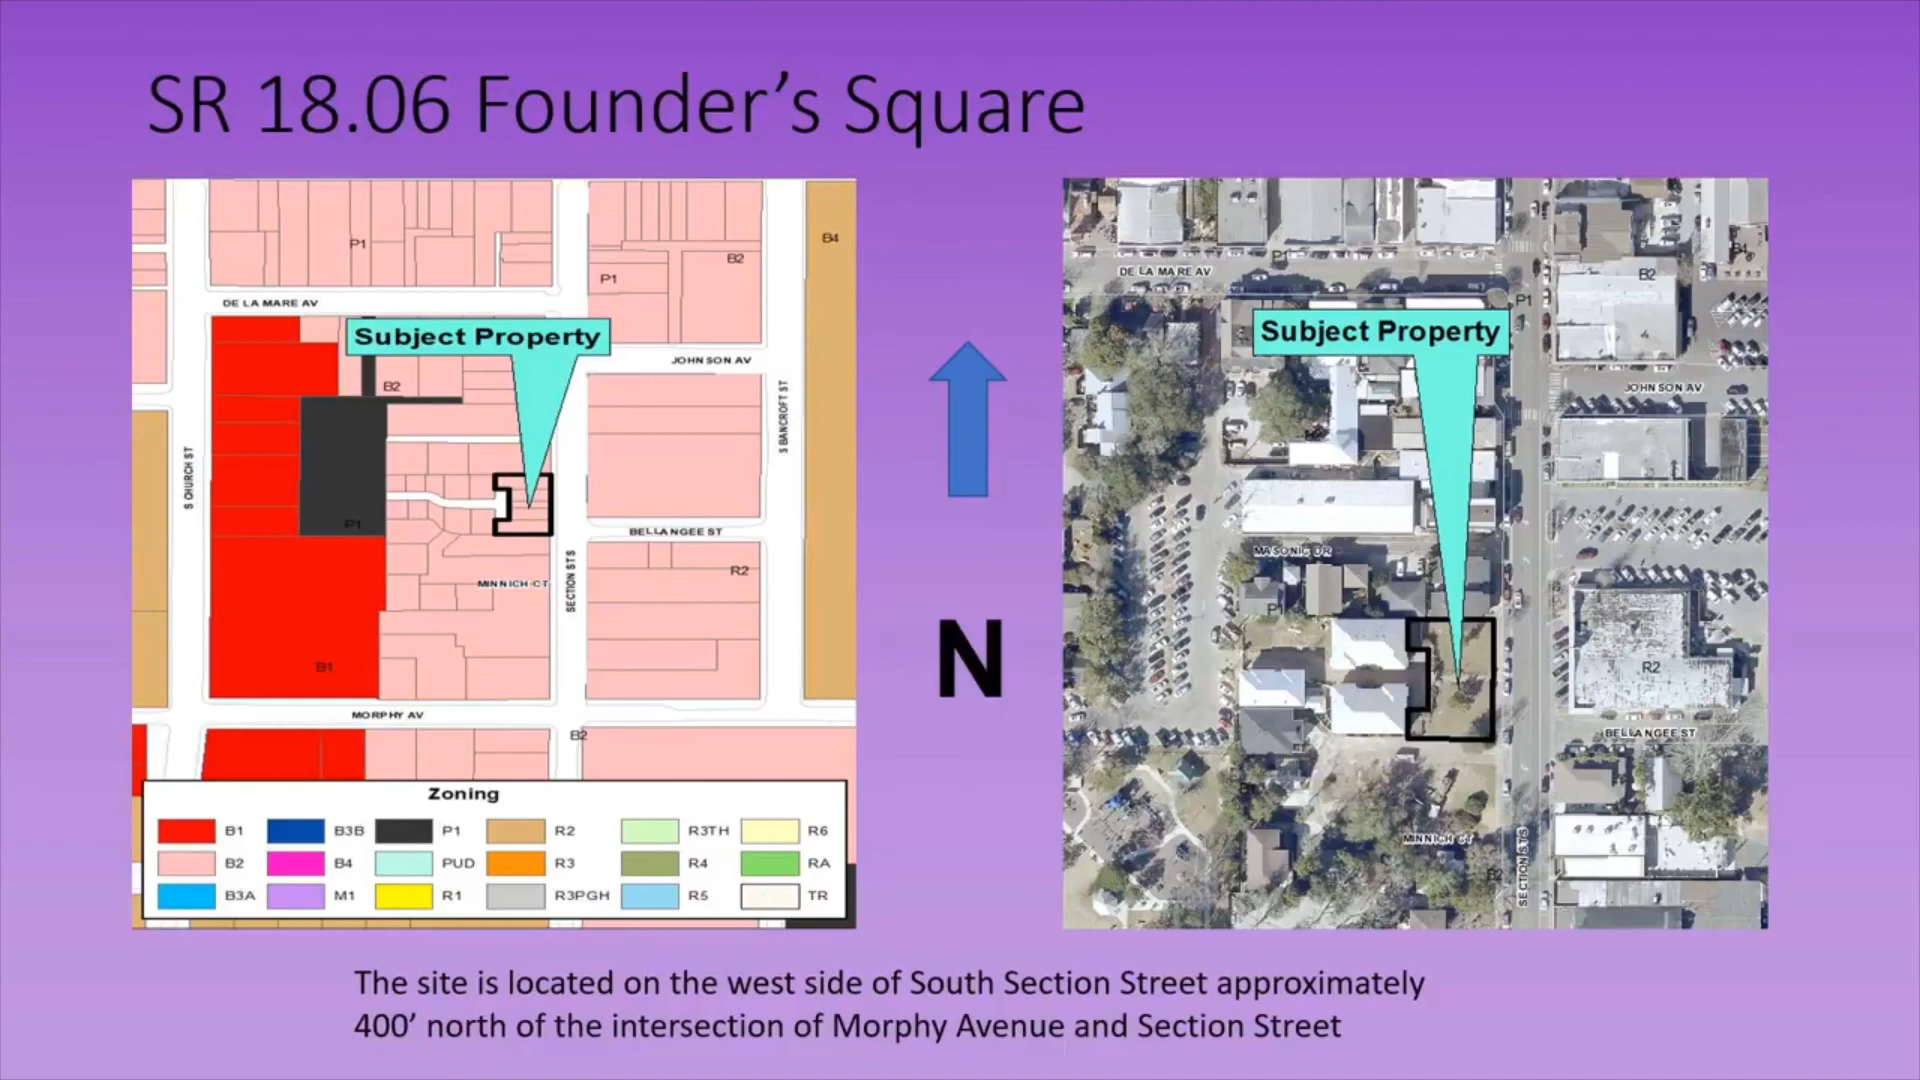 SR 18.06 Founder’s Square
P1
B4
B2
P1
DE LA MARE AV
Subject Property
JOHNSON AV
B2
S BANCROFT ST
S CHURCH ST
P1
BELLANGEE ST
SECTION ST S
R2
MINNICH CT
B1
MORPHY AV
B2
Zoning
B1 B3B P1 R2 R3TH R6
B2 B4 PUD R3 R4 RA
B3A M1 R1 R3PGH R5 TR
N
B4
P1
DE LA MARE AV
B2
P1
Subject Property
JOHNSON AV
MASONIC DR
P1
R2
BELLANGEE ST
MINNICH CT
SECTION ST S
B2
The site is located on the west side of South Section Street approximately
400’ north of the intersection of Morphy Avenue and Section Street